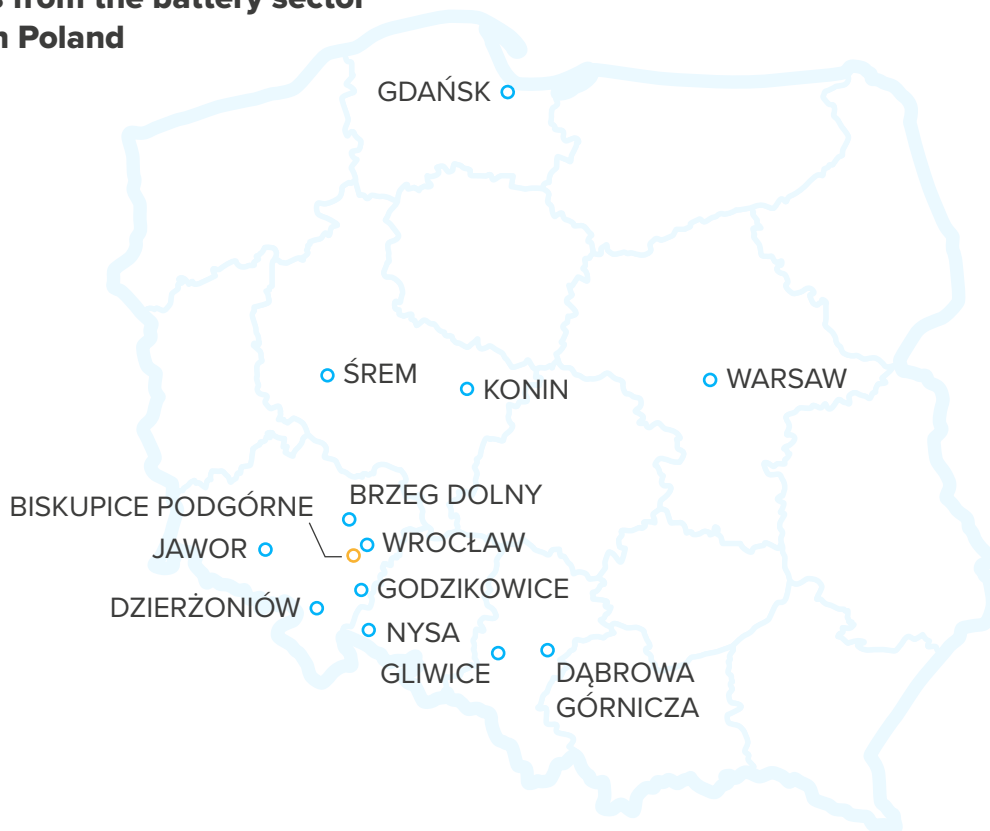 from the battery sector
Poland
GDAŃSK
ŚREM
KONIN
WARSAW
BRZEG DOLNY
BISKUPICE PODGÓRNE
WROCŁAW
JAWOR
GODZIKOWICE
DZIERŻONIÓW
NYSA
GLIWICE
DĄBROWA
GÓRNICZA